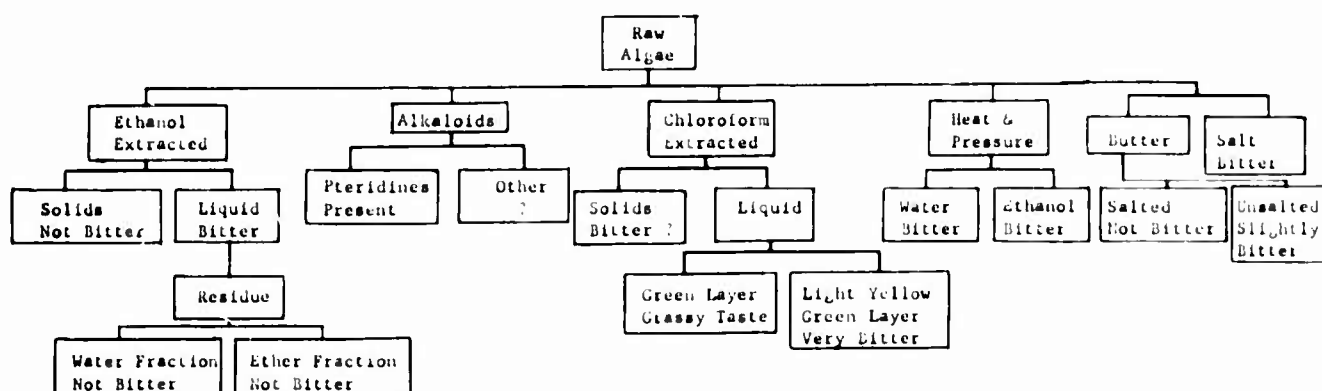 Raw
Algae
Ethanol
Extracted
Alkaloids
Chloroform
Extracted
Heat &
Pressure
Butter
Salt
Bitter
Solids
Not Bitter
Liquid
Bitter
Pteridines
Present
Other
?
Solids
Bitter ?
Liquid
Water
Bitter
Ethanol
Bitter
Salted
Not Bitter
Unsalted
Slightly
Bitter
Residue
Green Layer
Grassy Taste
Light Yellow
Green Layer
Very Bitter
Water Fraction
Not Bitter
Ether Fraction
Not Bitter